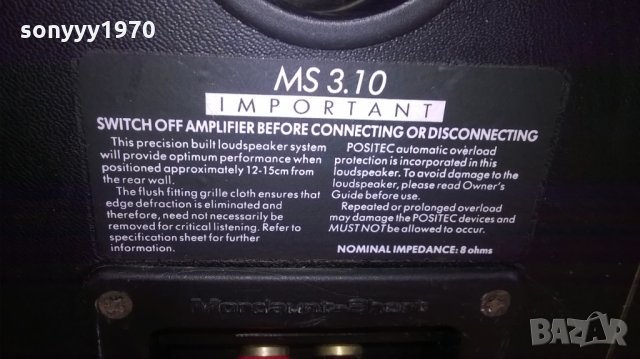 sonyyy1970
MS 3.10
IMPORTANT
SWITCH OFF AMPLIFIER BEFORE CONNECTING OR DISCONNECTING
This precision built loudspeaker system
will provide optimum performance when
positioned approximately 12-15cm from
the rear wall.
The flush fitting grille cloth ensures that
edge defraction is eliminated and
therefore, need not necessarily be
removed for critical listening. Refer to
specification sheet for further
information.
POSITEC automatic overload
protection is incorporated in this
loudspeaker. To avoid damage to the
loudspeaker, please read Owner's
Guide before use.
Repeated or prolonged overload
may damage the POSITEC devices and
MUST NOT be allowed to occur.
NOMINAL IMPEDANCE: 8 ohms
Mordaunt-Short
BAZAR